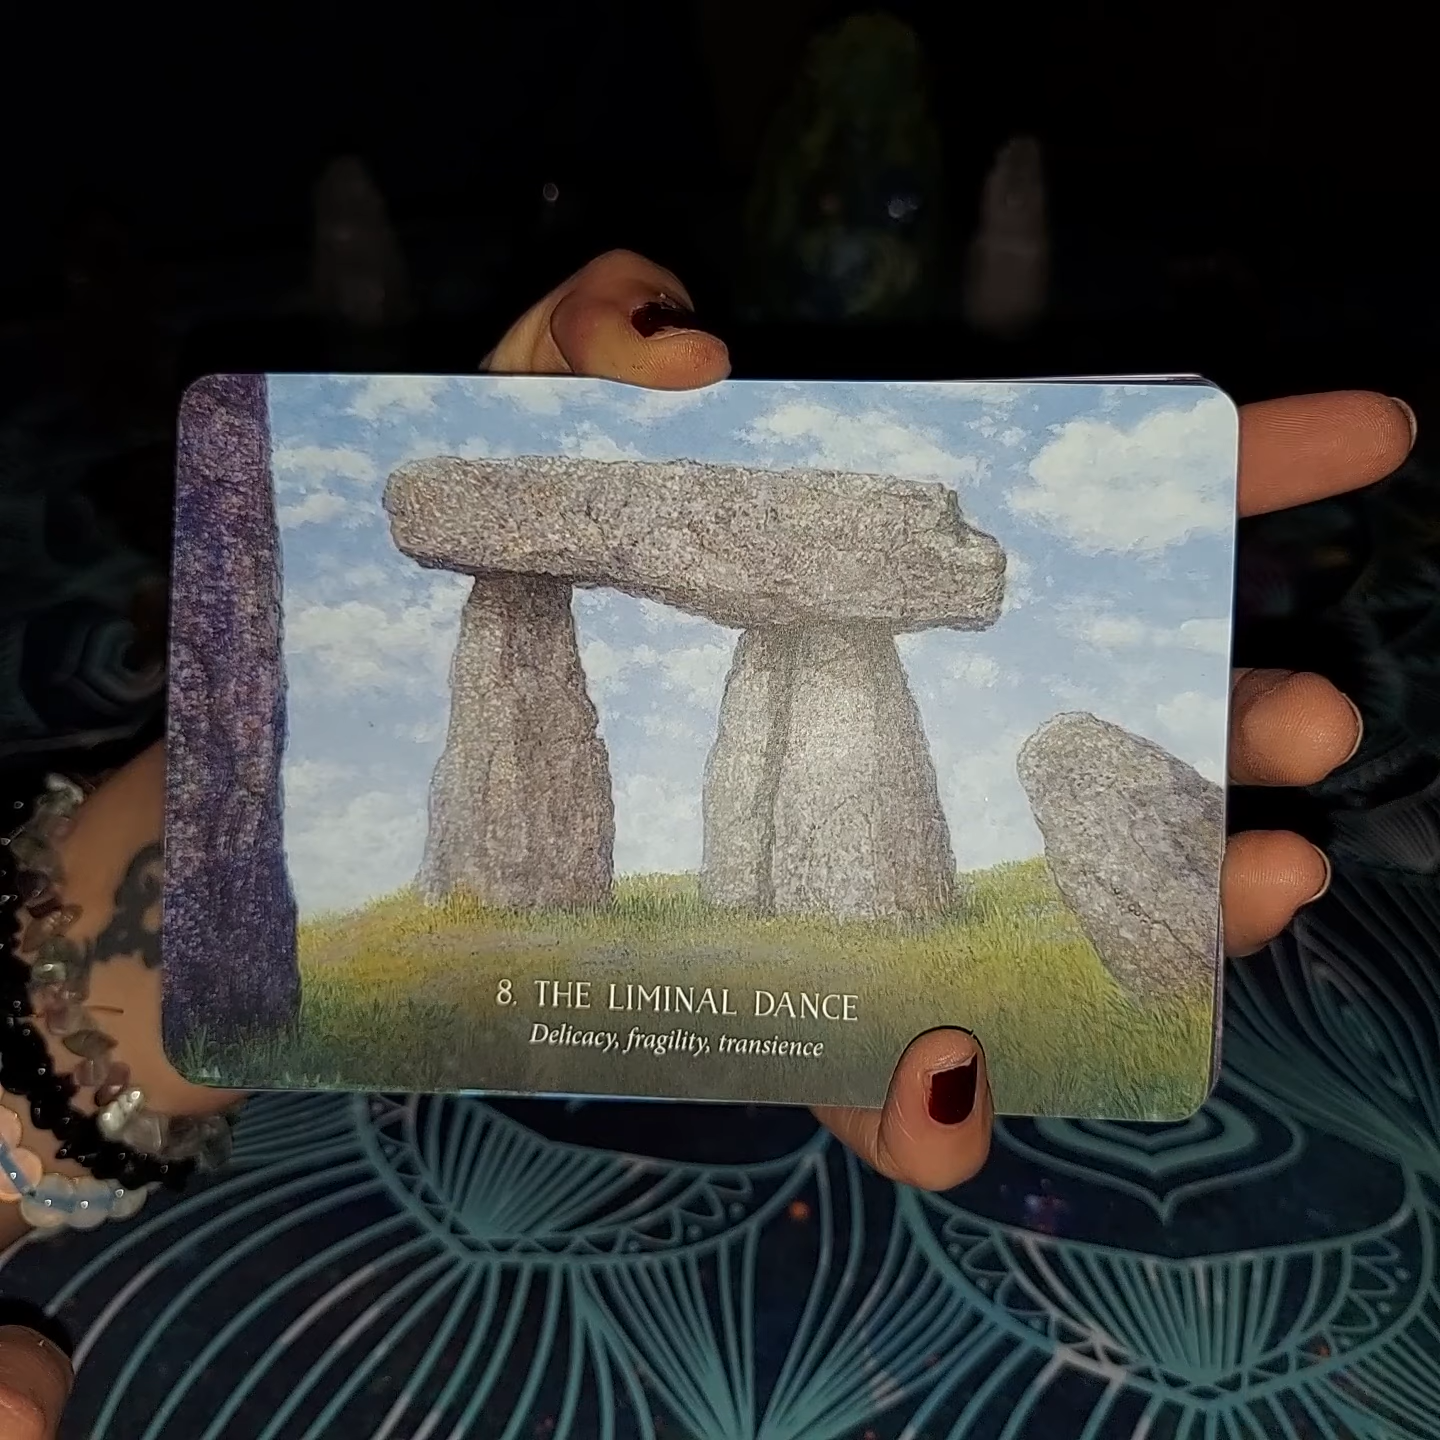 8. THE LIMINAL DANCE
Delicacy, fragility, transience